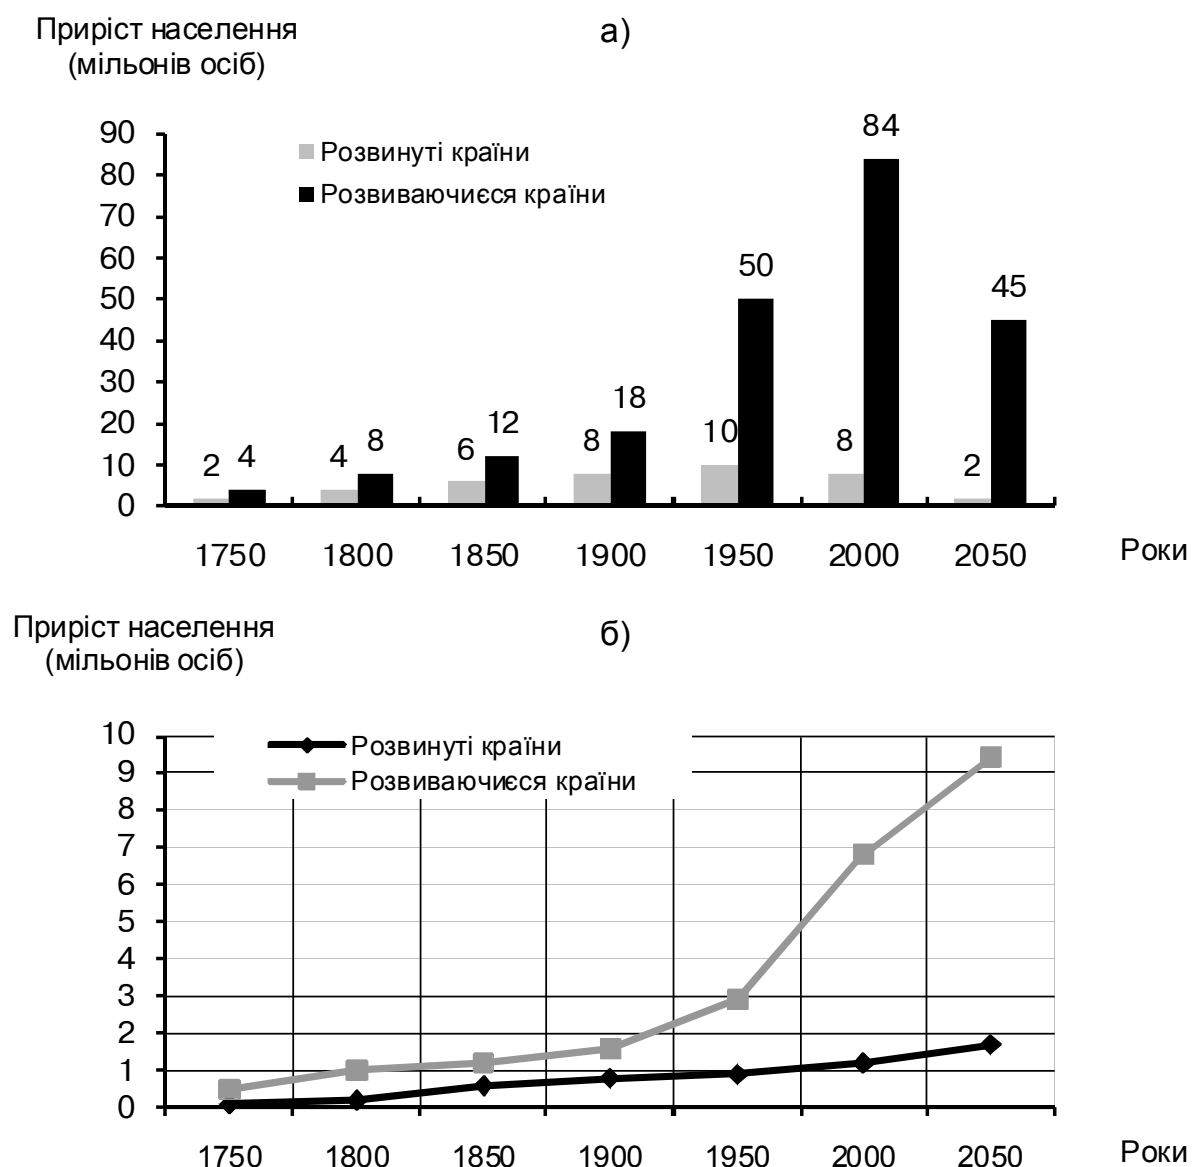 Приріст населення
(мільонів осіб)
а)
90
80
70
60
50
40
30
20
10
0
Розвинуті країни
Розвиваючиєся країни
2 4 4 8 6 12 8 18 10 50 8 84 2 45
1750 1800 1850 1900 1950 2000 2050 Роки
Приріст населення
(мільонів осіб)
б)
10
9
8
7
6
5
4
3
2
1
0
Розвинуті країни
Розвиваючиєся країни
1750 1800 1850 1900 1950 2000 2050 Роки